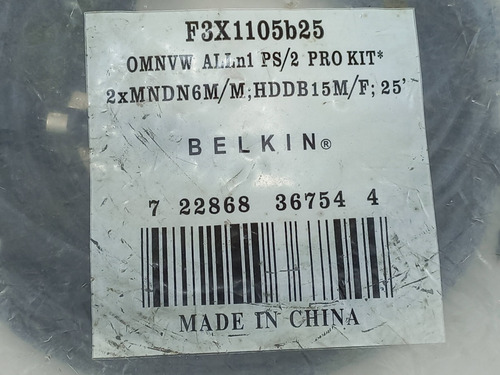 F3X1105b25
OMNVW ALLn1 PS/2 PRO KIT*
2xMNDN6M/M;HDDB15M/F; 25'
BELKIN®
7 22868 36754 4
MADE IN CHINA